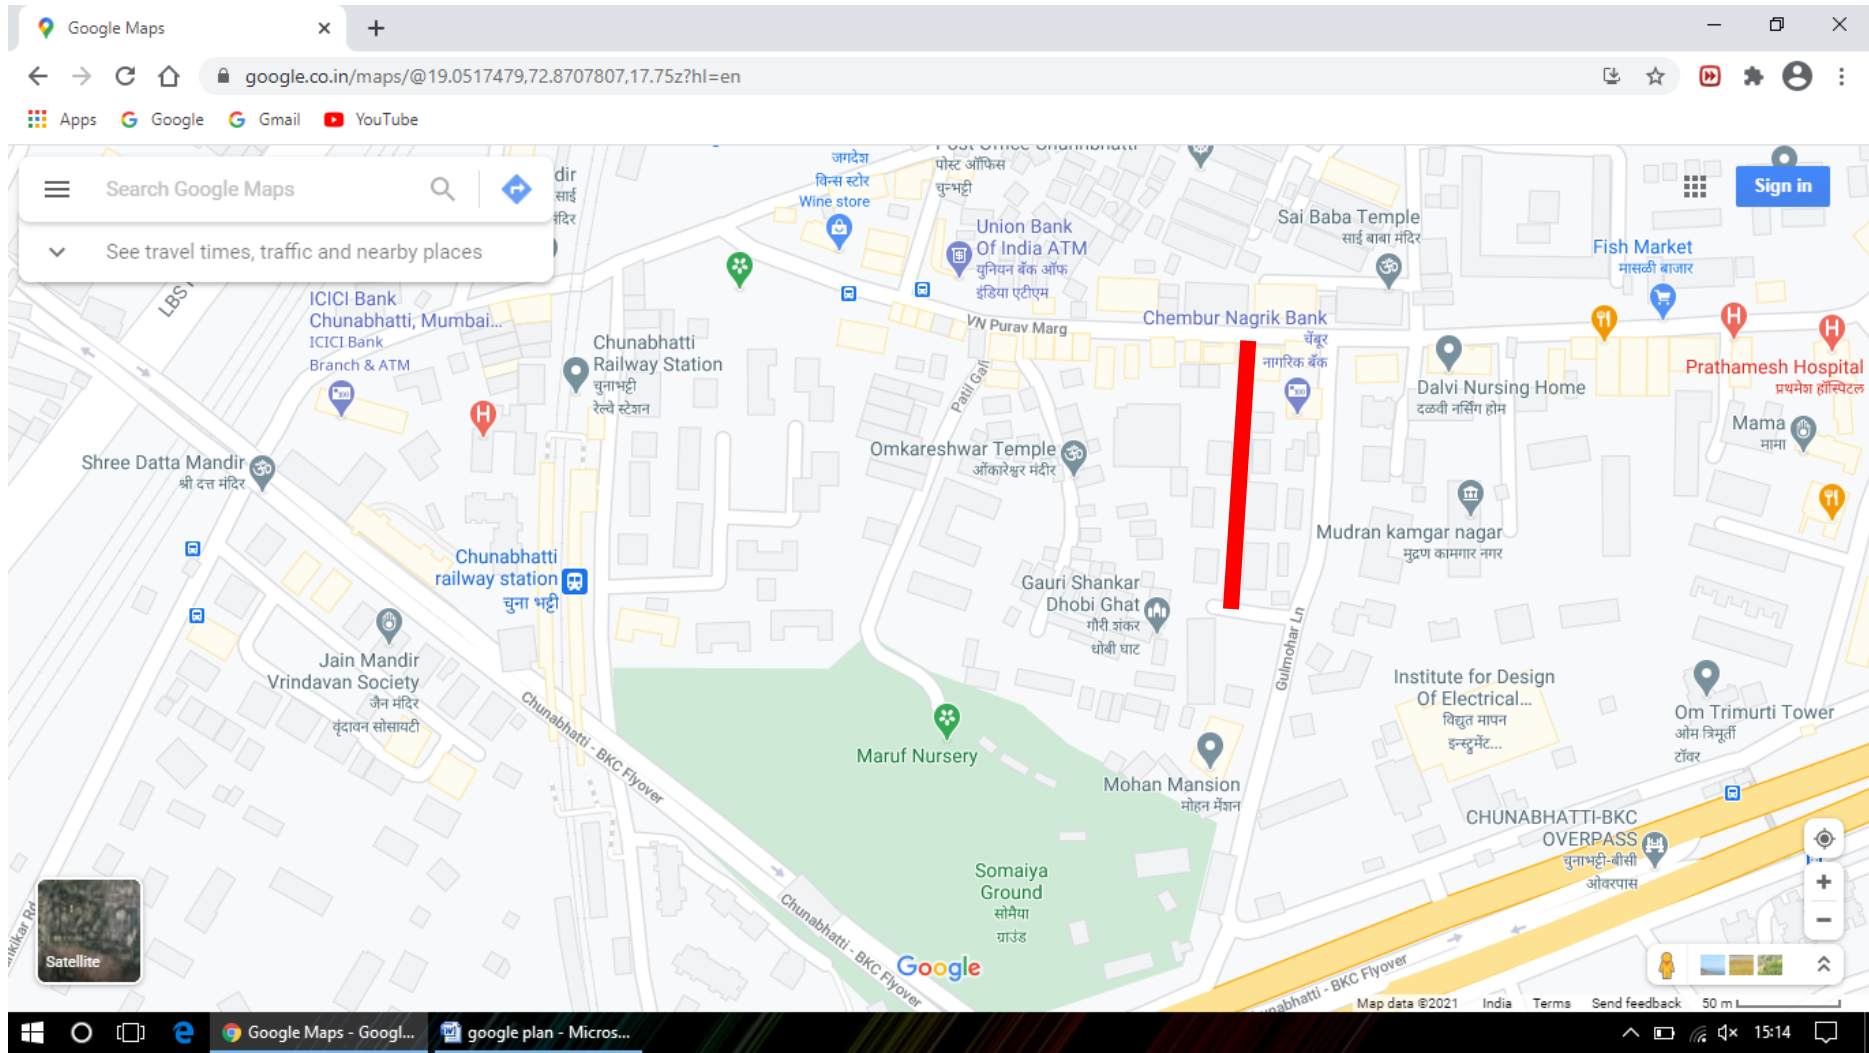 Google Maps
google.co.in/maps/@19.0517479,72.8707807,17.75z?hl=en
Apps
Google
Gmail
YouTube
Search Google Maps
See travel times, traffic and nearby places
Sign in
dir
साई
मंदिर
जगदेश
विन्स स्टोर
Wine store
पोस्ट ऑफिस
चुन्भट्टी
Union Bank
Of India ATM
युनियन बँक ऑफ
इंडिया एटीएम
Sai Baba Temple
साई बाबा मंदिर
Fish Market
मासळी बाजार
ICICI Bank
Chunabhatti, Mumbai...
ICICI Bank
Branch & ATM
Chunabhatti
Railway Station
चुनाभट्टी
रेल्वे स्टेशन
VN Purav Marg
Patil Gali
Chembur Nagrik Bank
चेंबूर
नागरिक बँक
Dalvi Nursing Home
दळवी नर्सिंग होम
Prathamesh Hospital
प्रथमेश हॉस्पिटल
Mama
मामा
Shree Datta Mandir
श्री दत्त मंदिर
Omkareshwar Temple
ओंकारेश्वर मंदीर
Mudran kamgar nagar
मुद्रण कामगार नगर
Chunabhatti
railway station
चुना भट्टी
Gauri Shankar
Dhobi Ghat
गौरी शंकर
धोबी घाट
Gulmohar Ln
Jain Mandir
Vrindavan Society
जैन मंदिर
वृंदावन सोसायटी
Institute for Design
Of Electrical...
विद्युत मापन
इन्स्ट्रुमेंट...
Om Trimurti Tower
ओम त्रिमूर्ती
टॉवर
Chunabhatti - BKC Flyover
Maruf Nursery
Mohan Mansion
मोहन मेंशन
CHUNABHATTI-BKC
OVERPASS
चुनाभट्टी-बीसी
ओवरपास
Somaiya
Ground
सोमैया
ग्राउंड
Chunabhatti - BKC Flyover
Satellite
Google
BKC Flyover
Map data ©2021
India
Terms
Send feedback
50 m
Google Maps - Googl...
google plan - Micros...
15:14